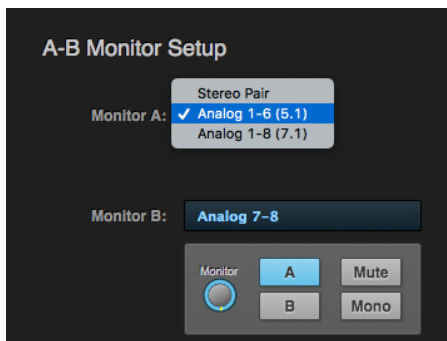 A-B Monitor Setup
Stereo Pair
Monitor A: ✓ Analog 1-6 (5.1)
Analog 1-8 (7.1)
Monitor B: Analog 7-8
Monitor A Mute
B Mono